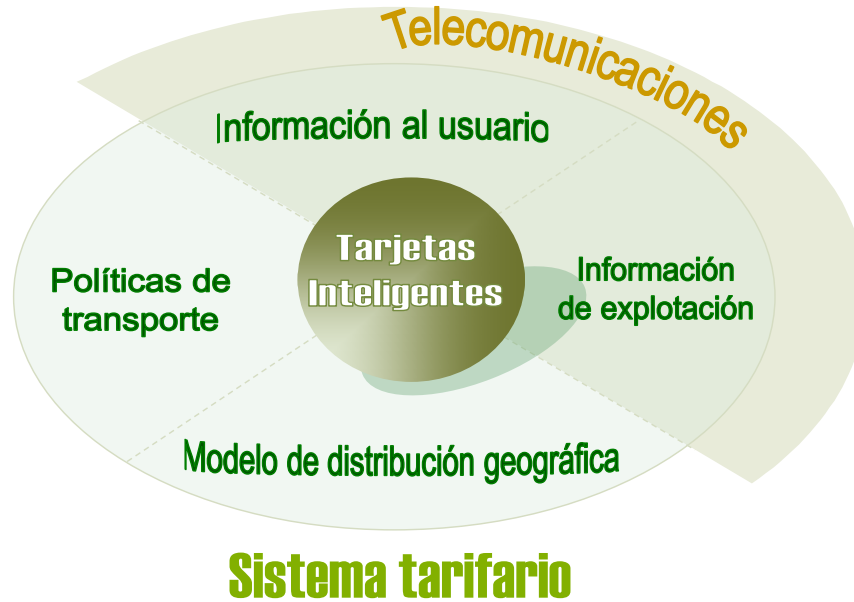 Telecomunicaciones
Información al usuario
Tarjetas
Inteligentes
Políticas de
transporte
Información
de explotación
Modelo de distribución geográfica
Sistema tarifario